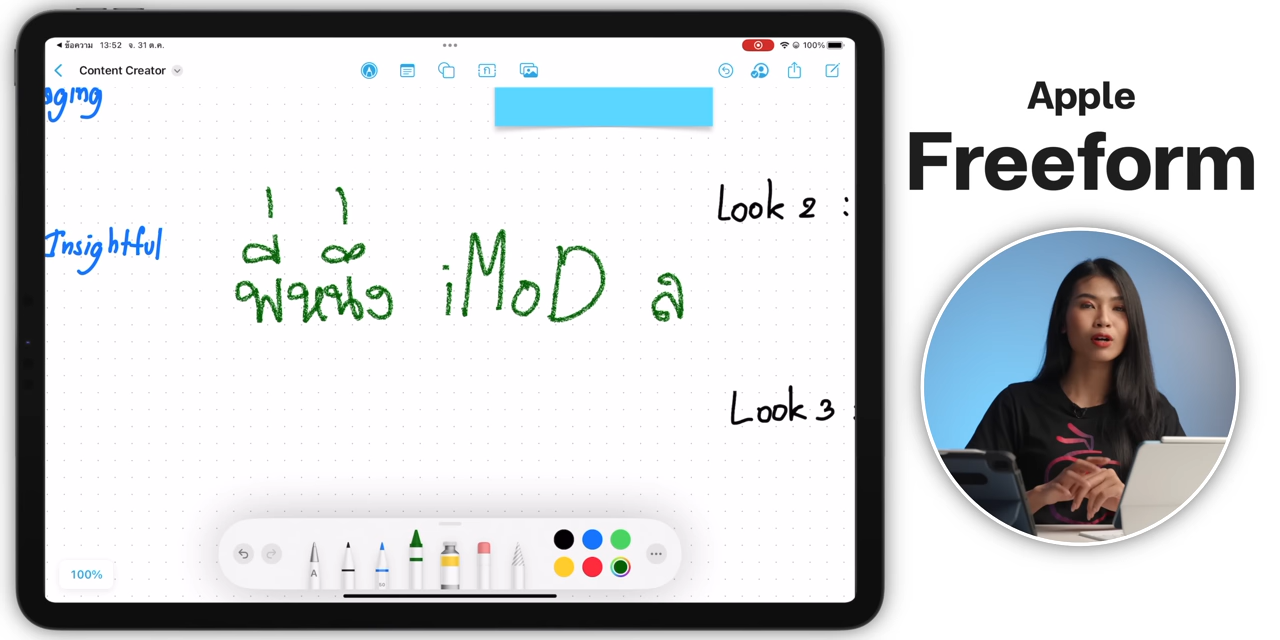 ข้อความ 13:52 จ. 31 ต.ค.
100%
Content Creator
Insightful
พี่หนึ่ง iMoD ลิ
Look 2 :
Look 3 :
A
50
100%
Apple
Freeform